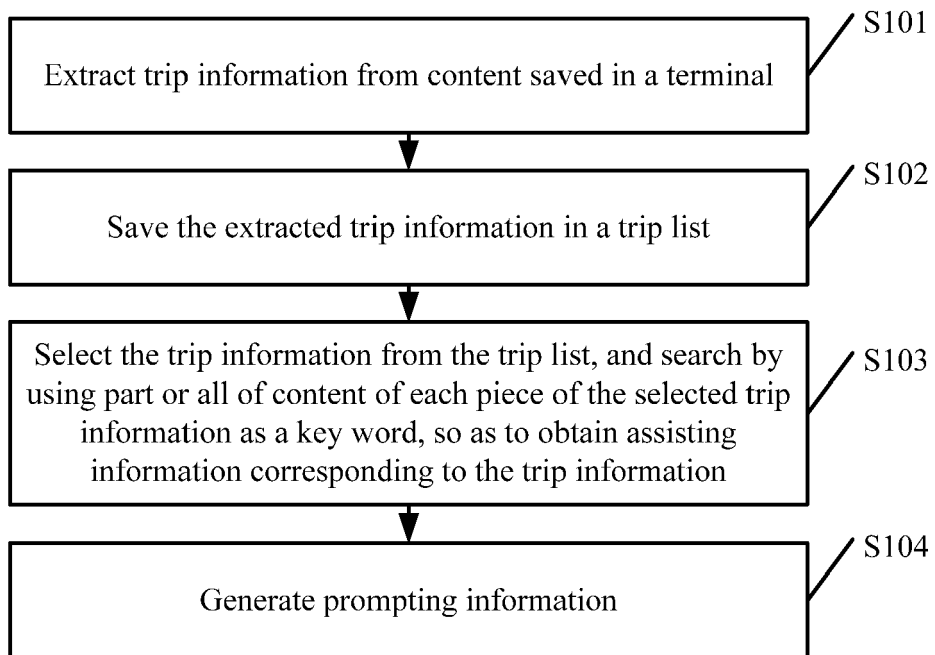 S101
Extract trip information from content saved in a terminal
S102
Save the extracted trip information in a trip list
S103
Select the trip information from the trip list, and search by
using part or all of content of each piece of the selected trip
information as a key word, so as to obtain assisting
information corresponding to the trip information
S104
Generate prompting information